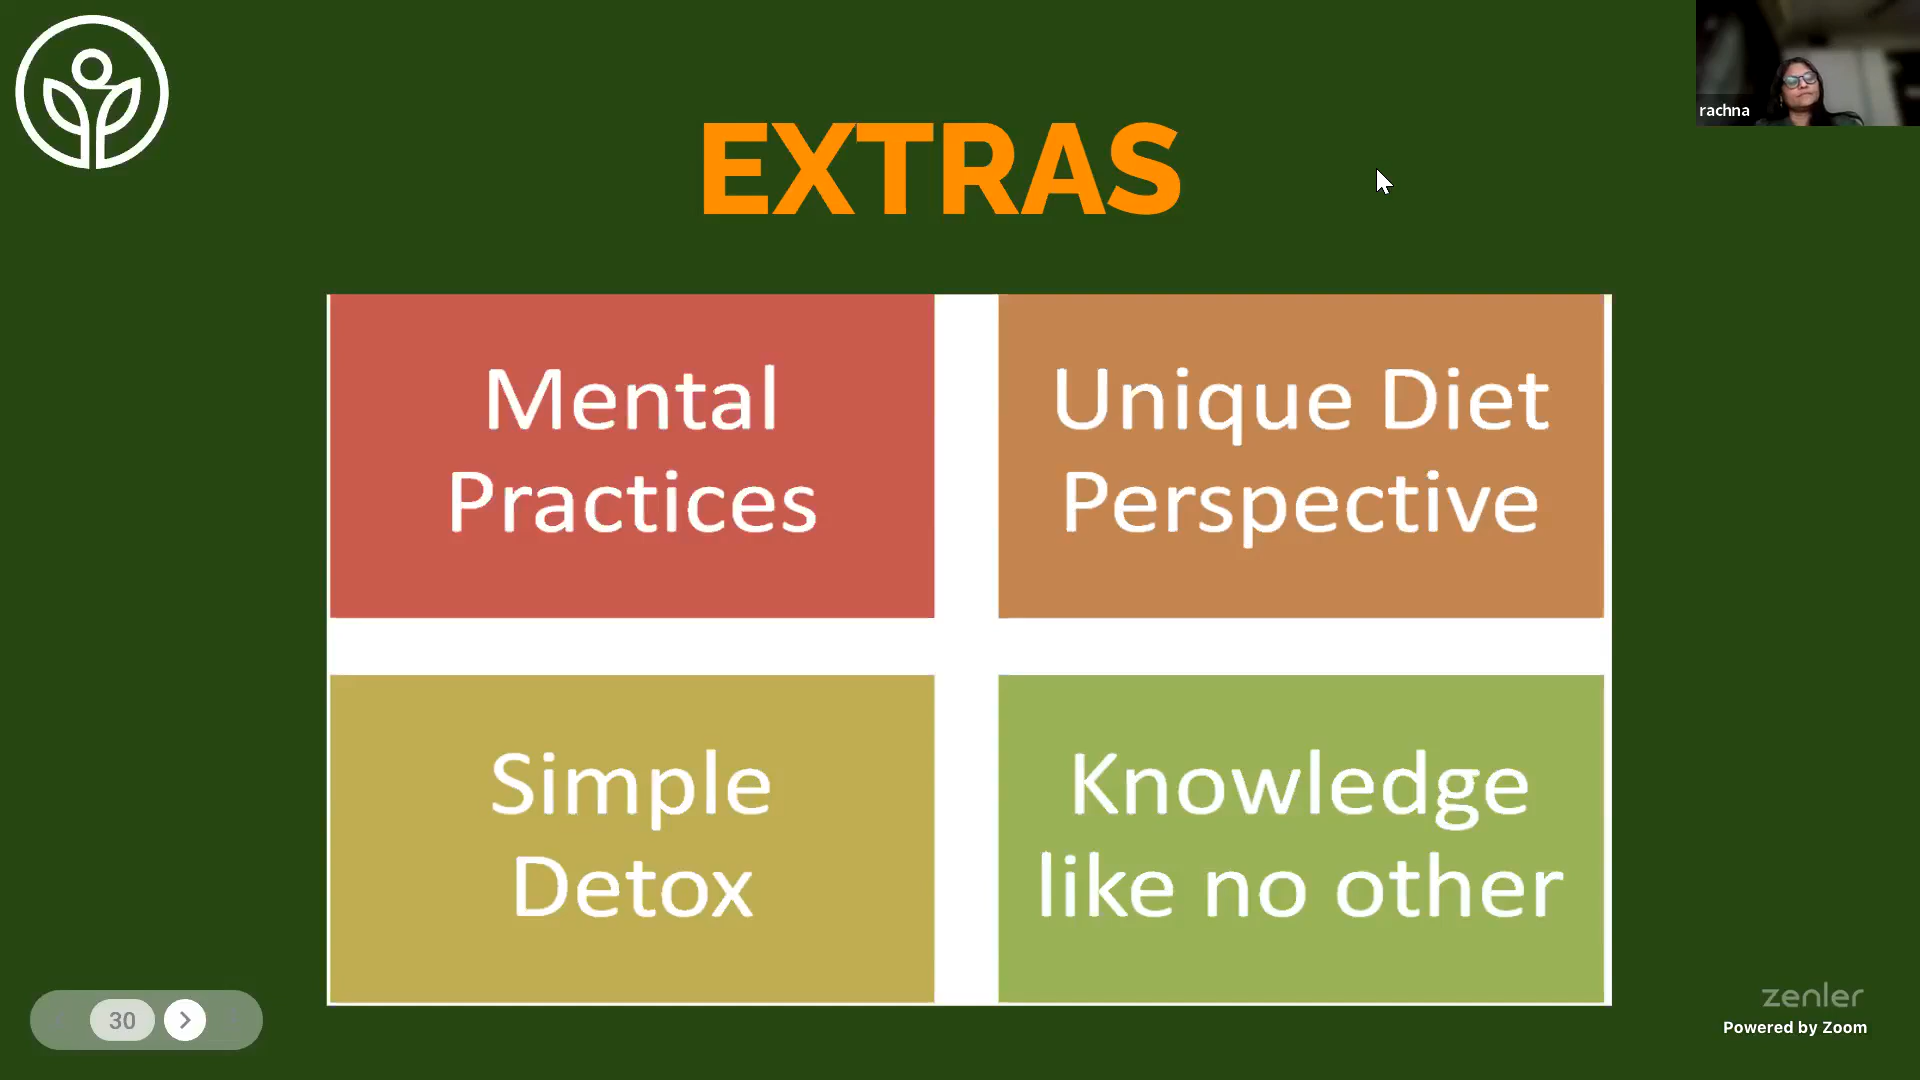 rachna
EXTRAS
Mental
Practices
Unique Diet
Perspective
Simple
Detox
Knowledge
like no other
30
zenler
Powered by Zoom